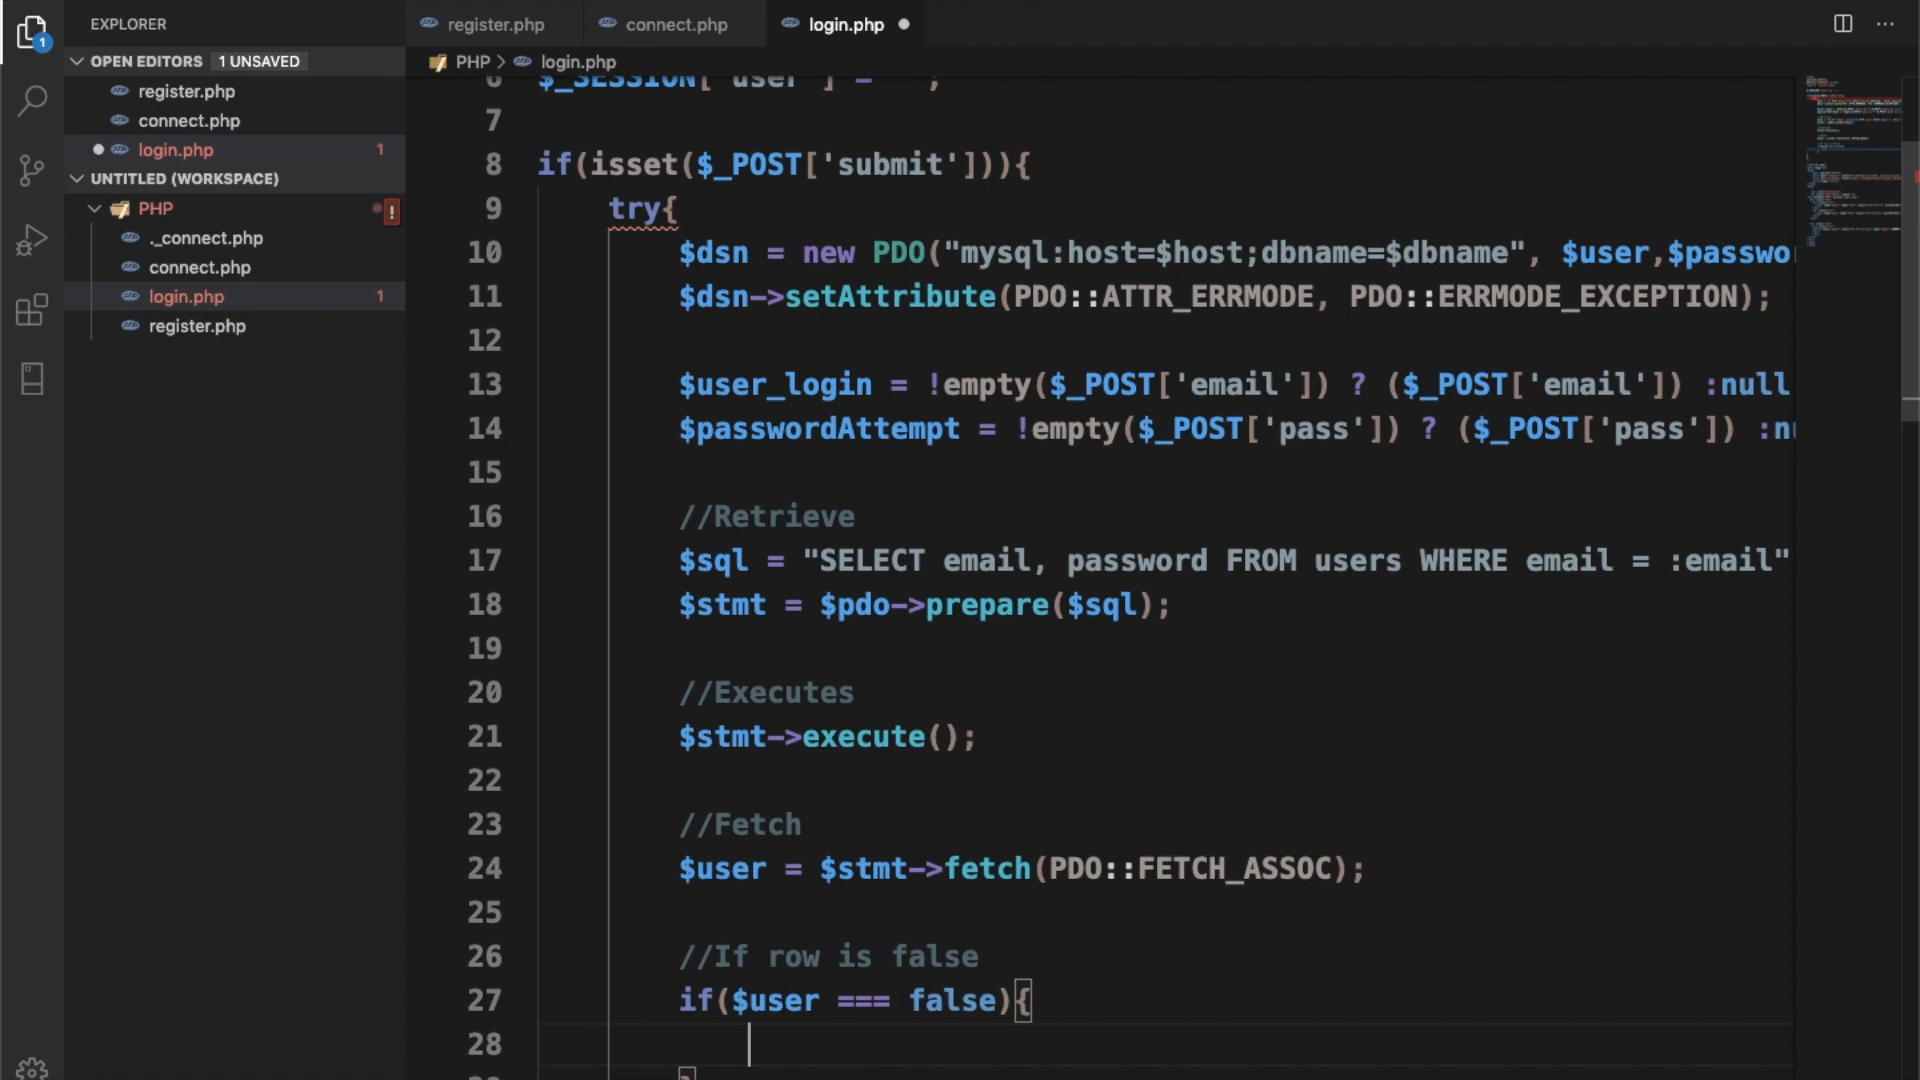 1
EXPLORER
OPEN EDITORS 1 UNSAVED
register.php
connect.php
login.php 1
UNTITLED (WORKSPACE)
PHP !
._connect.php
connect.php
login.php 1
register.php
register.php connect.php login.php
PHP > login.php
6 $_SESSION['user'] = '';
7
8 if(isset($_POST['submit'])){
9 try{
10 $dsn = new PDO("mysql:host=$host;dbname=$dbname", $user,$passwo
11 $dsn->setAttribute(PDO::ATTR_ERRMODE, PDO::ERRMODE_EXCEPTION);
12
13 $user_login = !empty($_POST['email']) ? ($_POST['email']) :null
14 $passwordAttempt = !empty($_POST['pass']) ? ($_POST['pass']) :nu
15
16 //Retrieve
17 $sql = "SELECT email, password FROM users WHERE email = :email"
18 $stmt = $pdo->prepare($sql);
19
20 //Executes
21 $stmt->execute();
22
23 //Fetch
24 $user = $stmt->fetch(PDO::FETCH_ASSOC);
25
26 //If row is false
27 if($user === false){
28